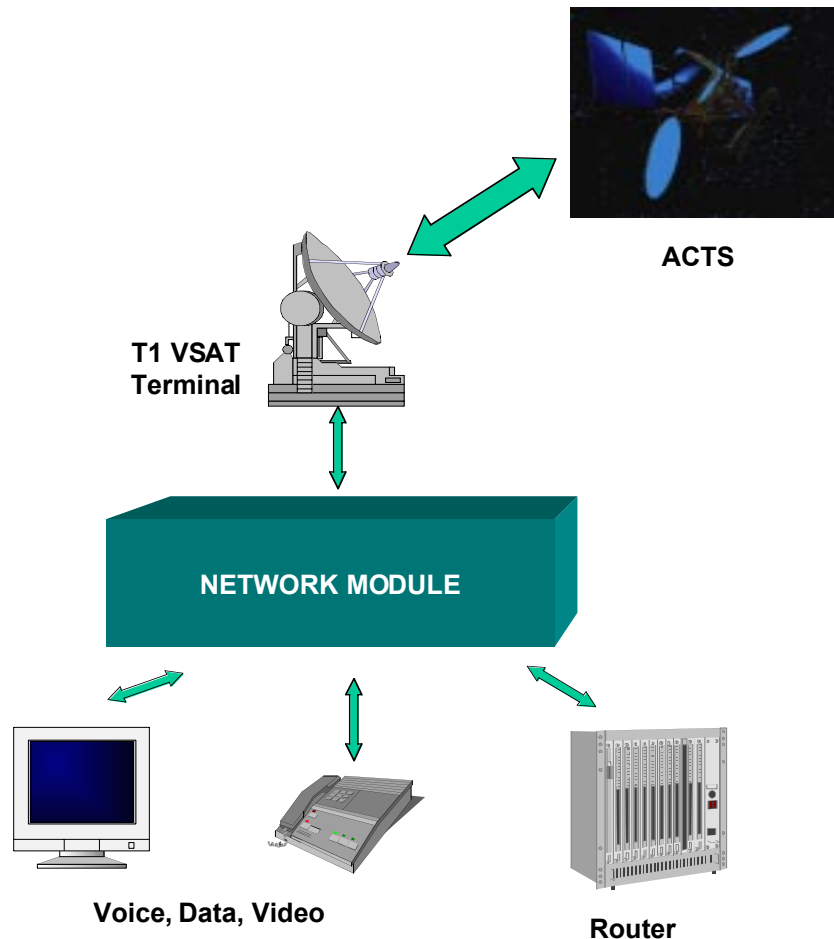 ACTS
T1 VSAT
Terminal
NETWORK MODULE
Voice, Data, Video
Router